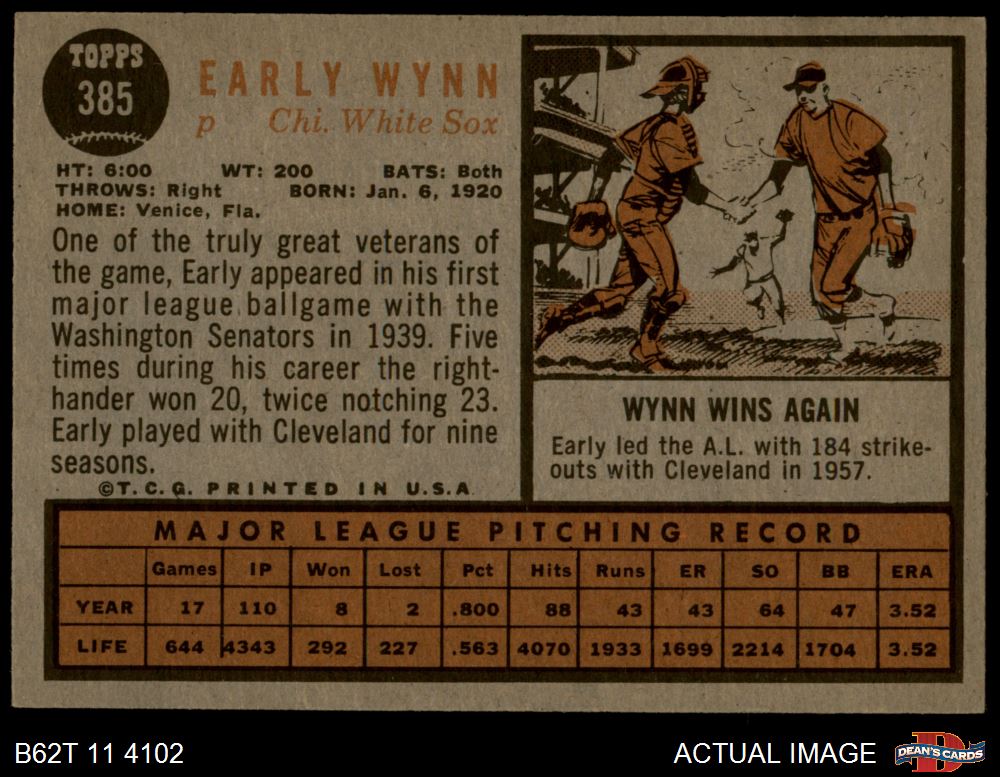 TOPPS
385
EARLY WYNN
p Chi. White Sox
HT: 6:00 WT: 200 BATS: Both
THROWS: Right BORN: Jan. 6, 1920
HOME: Venice, Fla.
One of the truly great veterans of
the game, Early appeared in his first
major league ballgame with the
Washington Senators in 1939. Five
times during his career the right-
hander won 20, twice notching 23.
Early played with Cleveland for nine
seasons.
©T.C.G. PRINTED IN U.S.A
WYNN WINS AGAIN
Early led the A.L. with 184 strike-
outs with Cleveland in 1957.
MAJOR LEAGUE PITCHING RECORD
Games IP Won Lost Pct Hits Runs ER SO BB ERA
YEAR 17 110 8 2 .800 88 43 43 64 47 3.52
LIFE 644 4343 292 227 .563 4070 1933 1699 2214 1704 3.52
B62T 11 4102
ACTUAL IMAGE
D
DEAN'S CARDS